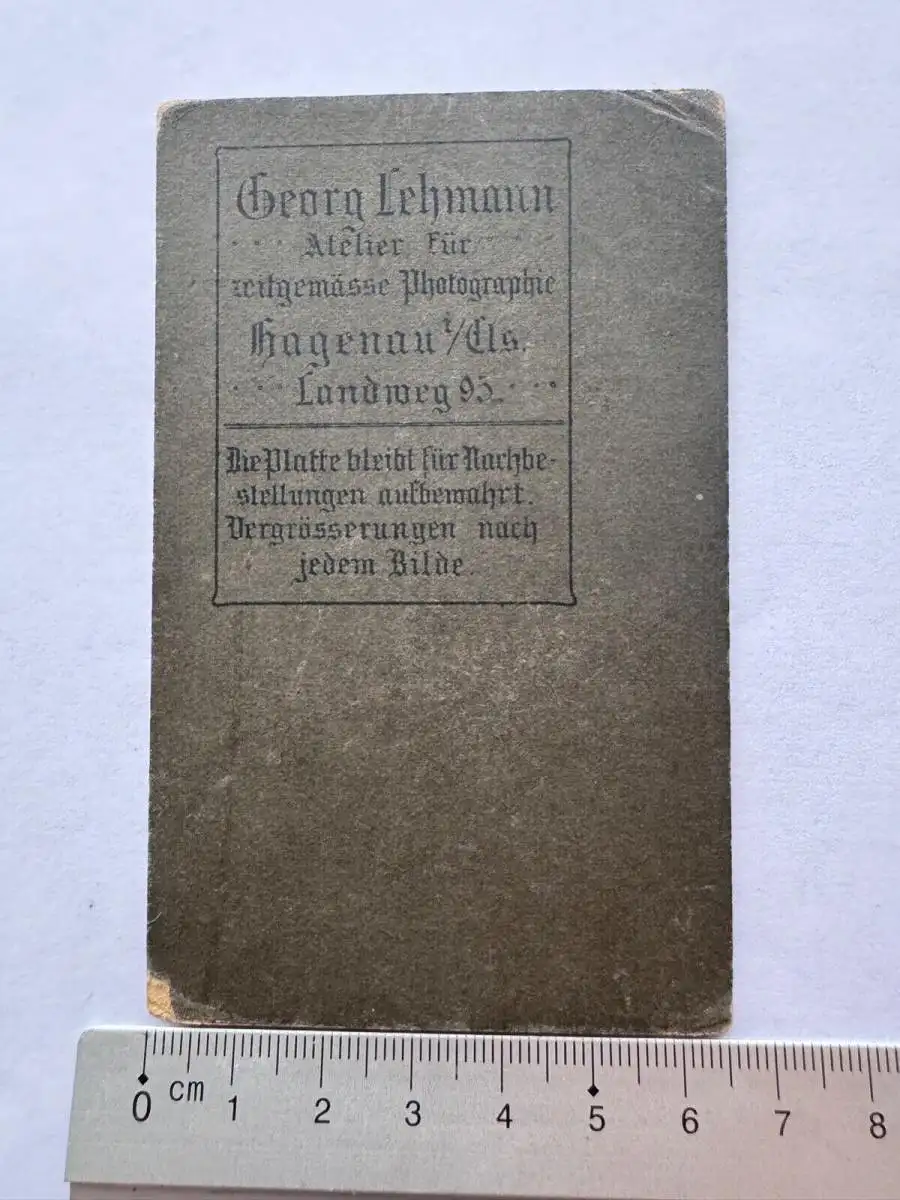 Georg Lehmann
Atelier für
zeitgemässe Photographie
Hagenau i/Els.
Landweg 95.
Die Platte bleibt für Nachbe-
stellungen aufbewahrt.
Vergrösserungen nach
jedem Bilde.
0 cm 1 2 3 4 5 6 7 8